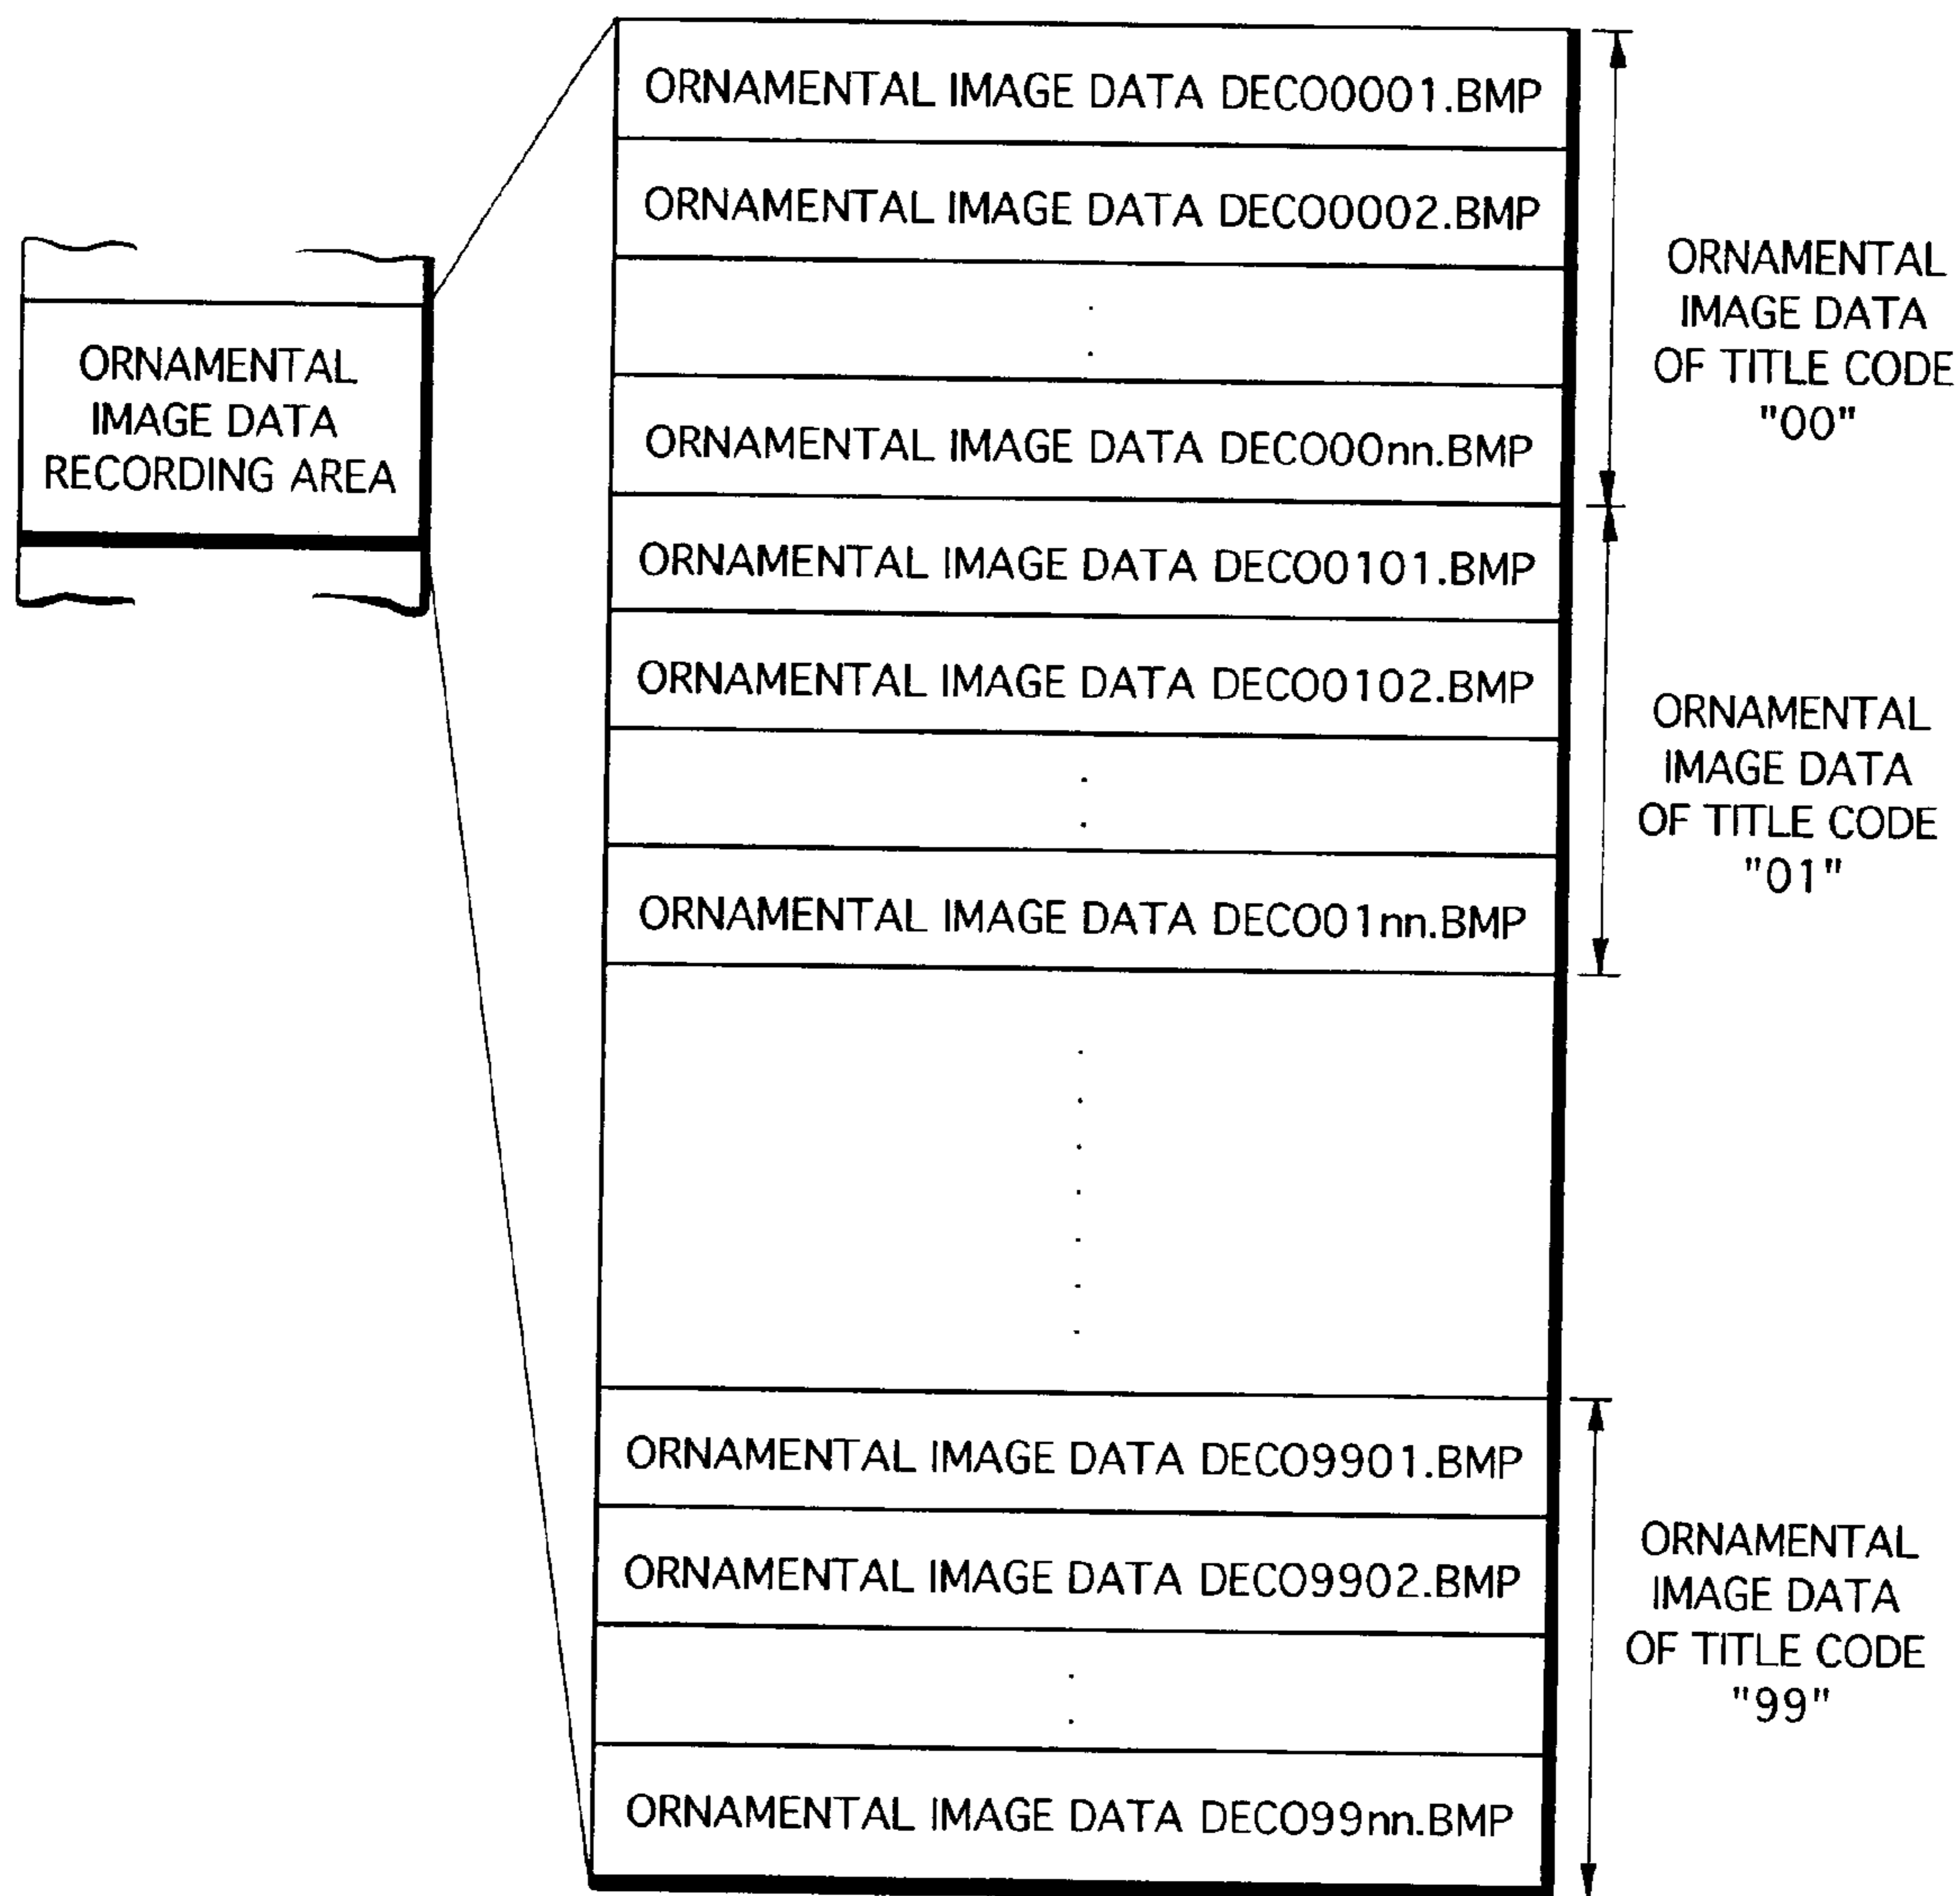 ORNAMENTAL
IMAGE DATA
RECORDING AREA
ORNAMENTAL IMAGE DATA DECO0001.BMP
ORNAMENTAL IMAGE DATA DECO0002.BMP
ORNAMENTAL IMAGE DATA DECO00nn.BMP
ORNAMENTAL
IMAGE DATA
OF TITLE CODE
"00"
ORNAMENTAL IMAGE DATA DECO0101.BMP
ORNAMENTAL IMAGE DATA DECO0102.BMP
ORNAMENTAL IMAGE DATA DECO01nn.BMP
ORNAMENTAL
IMAGE DATA
OF TITLE CODE
"01"
ORNAMENTAL IMAGE DATA DECO9901.BMP
ORNAMENTAL IMAGE DATA DECO9902.BMP
ORNAMENTAL IMAGE DATA DECO99nn.BMP
ORNAMENTAL
IMAGE DATA
OF TITLE CODE
"99"